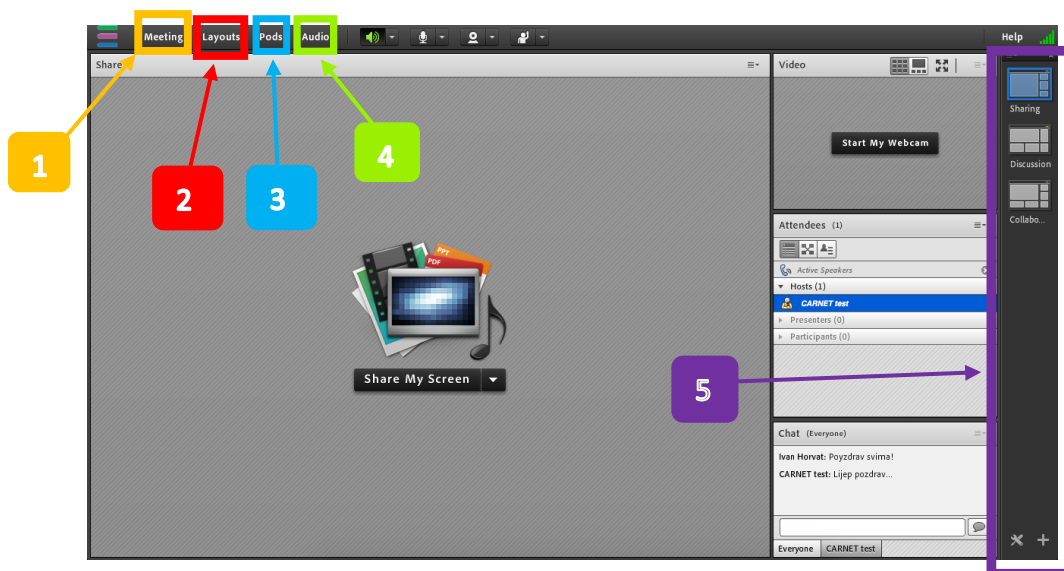 Meeting Layouts Pods Audio Help
Share Video
Sharing
1
2
3
4
Start My Webcam
Discussion
Collabo...
Attendees (1)
Active Speakers
Hosts (1)
CARNET test
Presenters (0)
Participants (0)
PPT
PDF
Share My Screen
5
Chat (Everyone)
Ivan Horvat: Poyzdrav svima!
CARNET test: Lijep pozdrav...
Everyone CARNET test